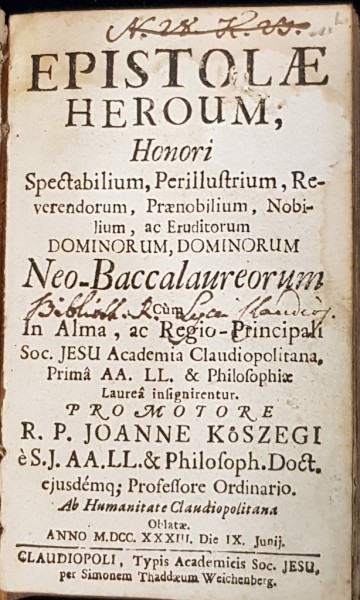 EPISTOLÆ
HEROUM,
Honori
Spectabilium, Perillustrium, Re-
verendorum, Prænobilium, Nobi-
lium, ac Eruditorum
DOMINORUM, DOMINORUM
Neo-Baccalaureorum
Biblioth. R. Cùm Lycei Claudiop.
In Alma, ac Regio-Principali
Soc. JESU Academia Claudiopolitana,
Primâ AA. LL. & Philosophiæ
Laureâ insignirentur.
PROMOTORE
R. P. JOANNE KőSZEGI
è S.J. AA.LL.& Philosoph.Doct.
ejusdémq; Professore Ordinario.
Ab Humanitate Claudiopolitana
Oblatæ.
ANNO M.DCC. XXXIII. Die IX. Junij.
CLAUDIOPOLI, Typis Academicis Soc. JESU,
per Simonem Thaddæum Weichenberg.